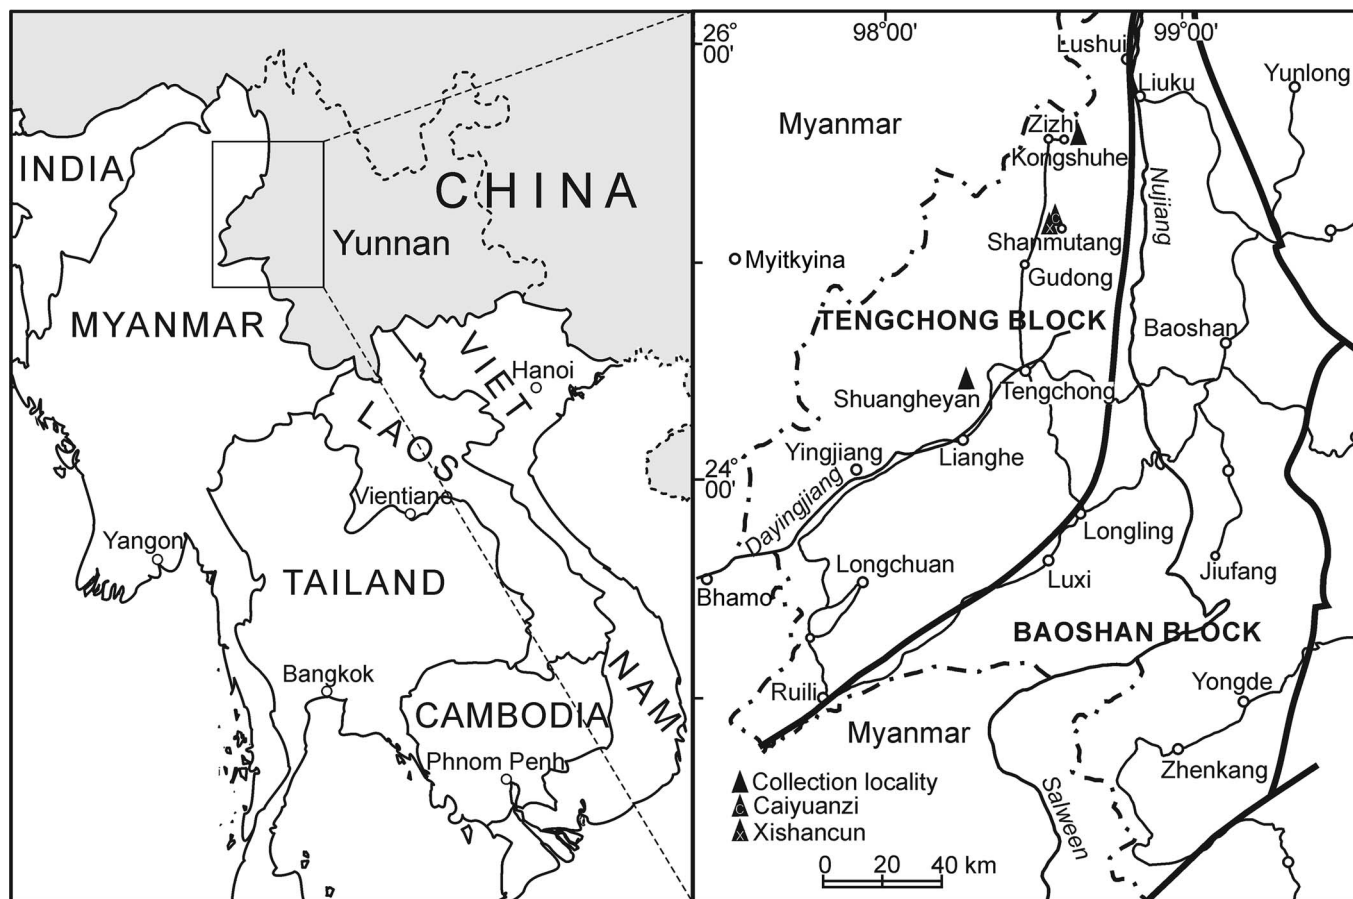 INDIA
CHINA
Yunnan
MYANMAR
VIET
Hanoi
LAOS
Vientiane
Yangon
TAILAND
Bangkok
NAM
CAMBODIA
Phnom Penh
26°
00'
98°00'
99°00'
Lushui
Liuku
Yunlong
Myanmar
Zizhi
Kongshuhe
Nujiang
C
X
Shanmutang
Myitkyina
Gudong
TENGCHONG BLOCK
Baoshan
Shuangheyan
Tengchong
Yingjiang
Lianghe
24°
00'
Dayingjiang
Longling
Longchuan
Luxi
Jiufang
Bhamo
BAOSHAN BLOCK
Ruili
Yongde
Myanmar
Zhenkang
Salween
Collection locality
C Caiyuanzi
X Xishancun
0 20 40 km